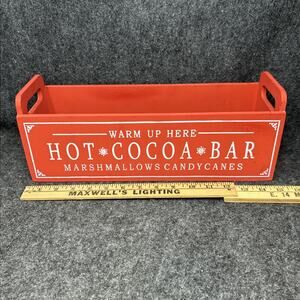 WARM UP HERE
HOT * COCOA * BAR
MARSHMALLOWS CANDYCANES
MAXWELL'S LIGHTING